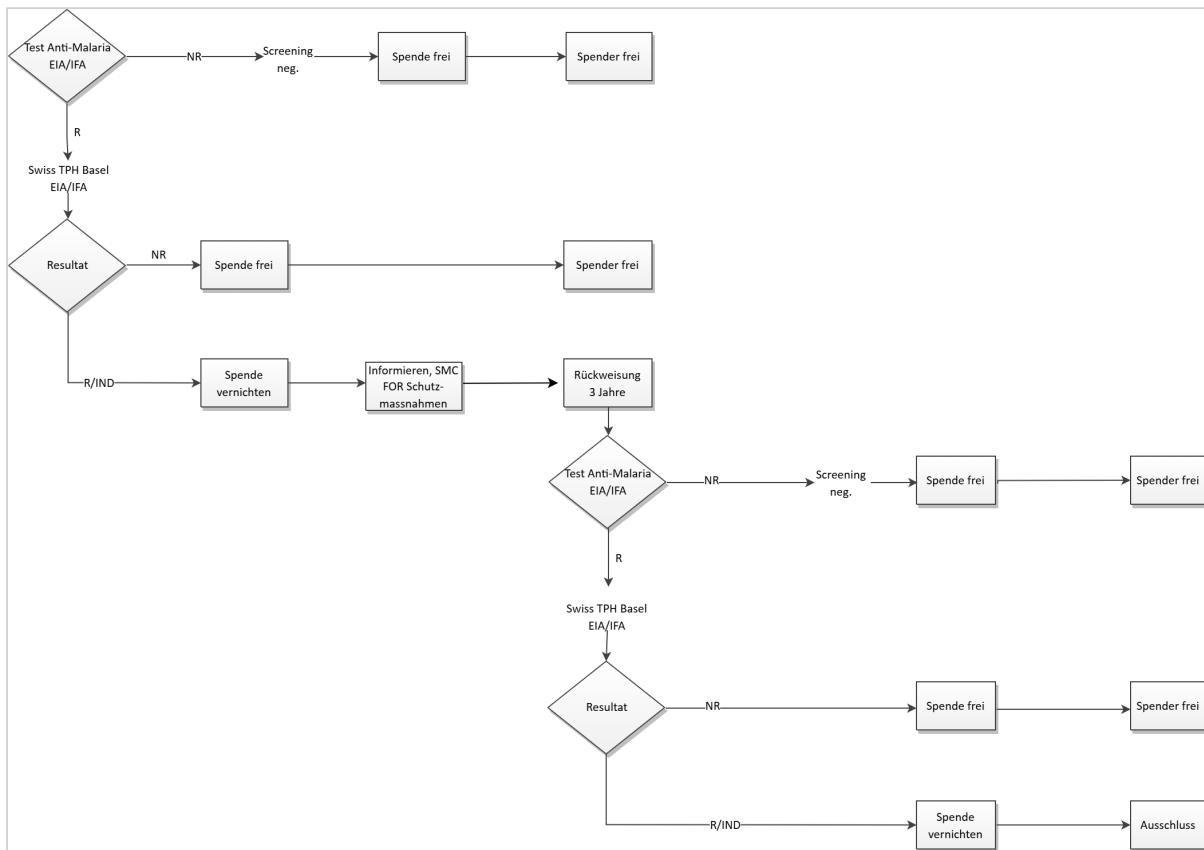 Test Anti-Malaria
EIA/IFA
NR
Screening
neg.
Spende frei
Spender frei
R
Swiss TPH Basel
EIA/IFA
Resultat
NR
Spende frei
Spender frei
R/IND
Spende
vernichten
Informieren, SMC
FOR Schutz-
massnahmen
Rückweisung
3 Jahre
Test Anti-Malaria
EIA/IFA
NR
Screening
neg.
Spende frei
Spender frei
R
Swiss TPH Basel
EIA/IFA
Resultat
NR
Spende frei
Spender frei
R/IND
Spende
vernichten
Ausschluss